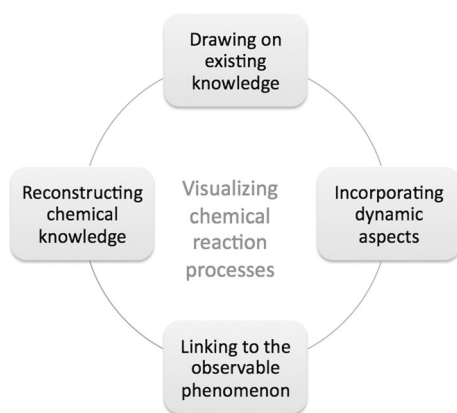 Drawing on
existing
knowledge
Reconstructing
chemical
knowledge
Visualizing
chemical
reaction
processes
Incorporating
dynamic
aspects
Linking to the
observable
phenomenon